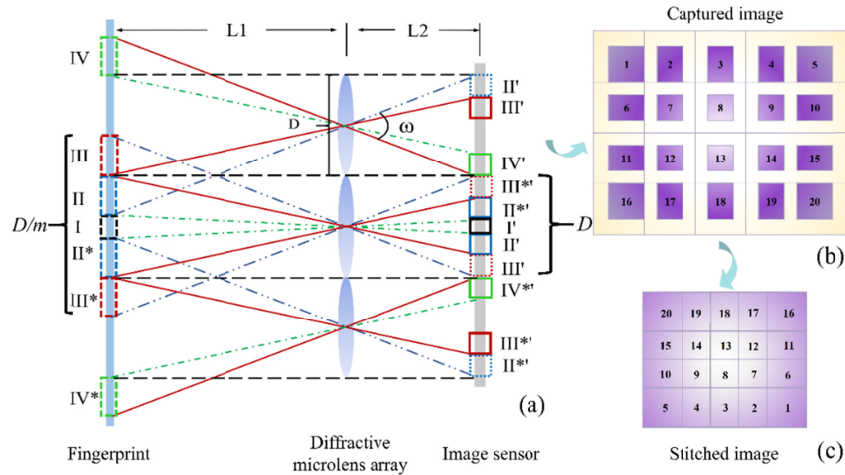 L1
L2
IV
III
II
I
II*
III*
IV*
D/m
D
ω
II'
III'
IV'
III*'
II*'
I'
II'
III'
IV*'
III*'
II*'
D
(a)
Fingerprint
Diffractive
microlens array
Image sensor
Captured image
1 2 3 4 5
6 7 8 9 10
11 12 13 14 15
16 17 18 19 20
(b)
20 19 18 17 16
15 14 13 12 11
10 9 8 7 6
5 4 3 2 1
(c)
Stitched image